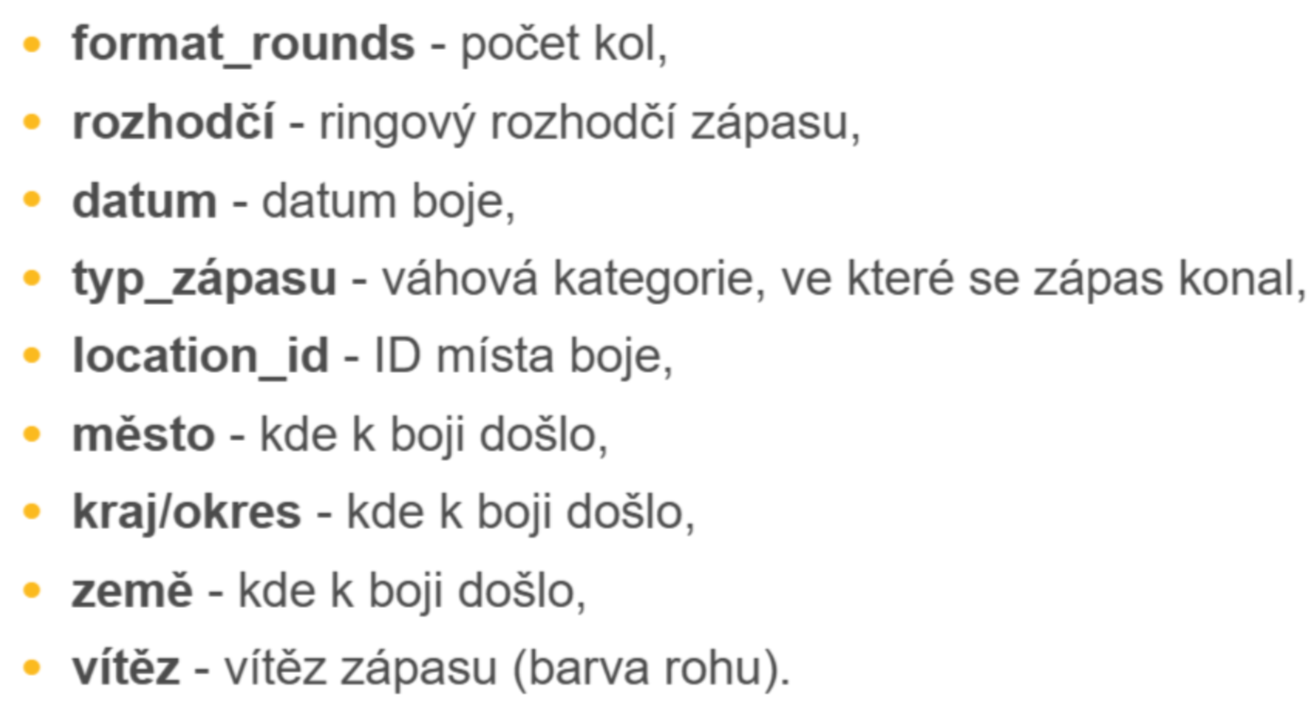 • format_rounds - počet kol,
• rozhodčí - ringový rozhodčí zápasu,
• datum - datum boje,
• typ_zápasu - váhová kategorie, ve které se zápas konal,
• location_id - ID místa boje,
• město - kde k boji došlo,
• kraj/okres - kde k boji došlo,
• země - kde k boji došlo,
• vítěz - vítěz zápasu (barva rohu).